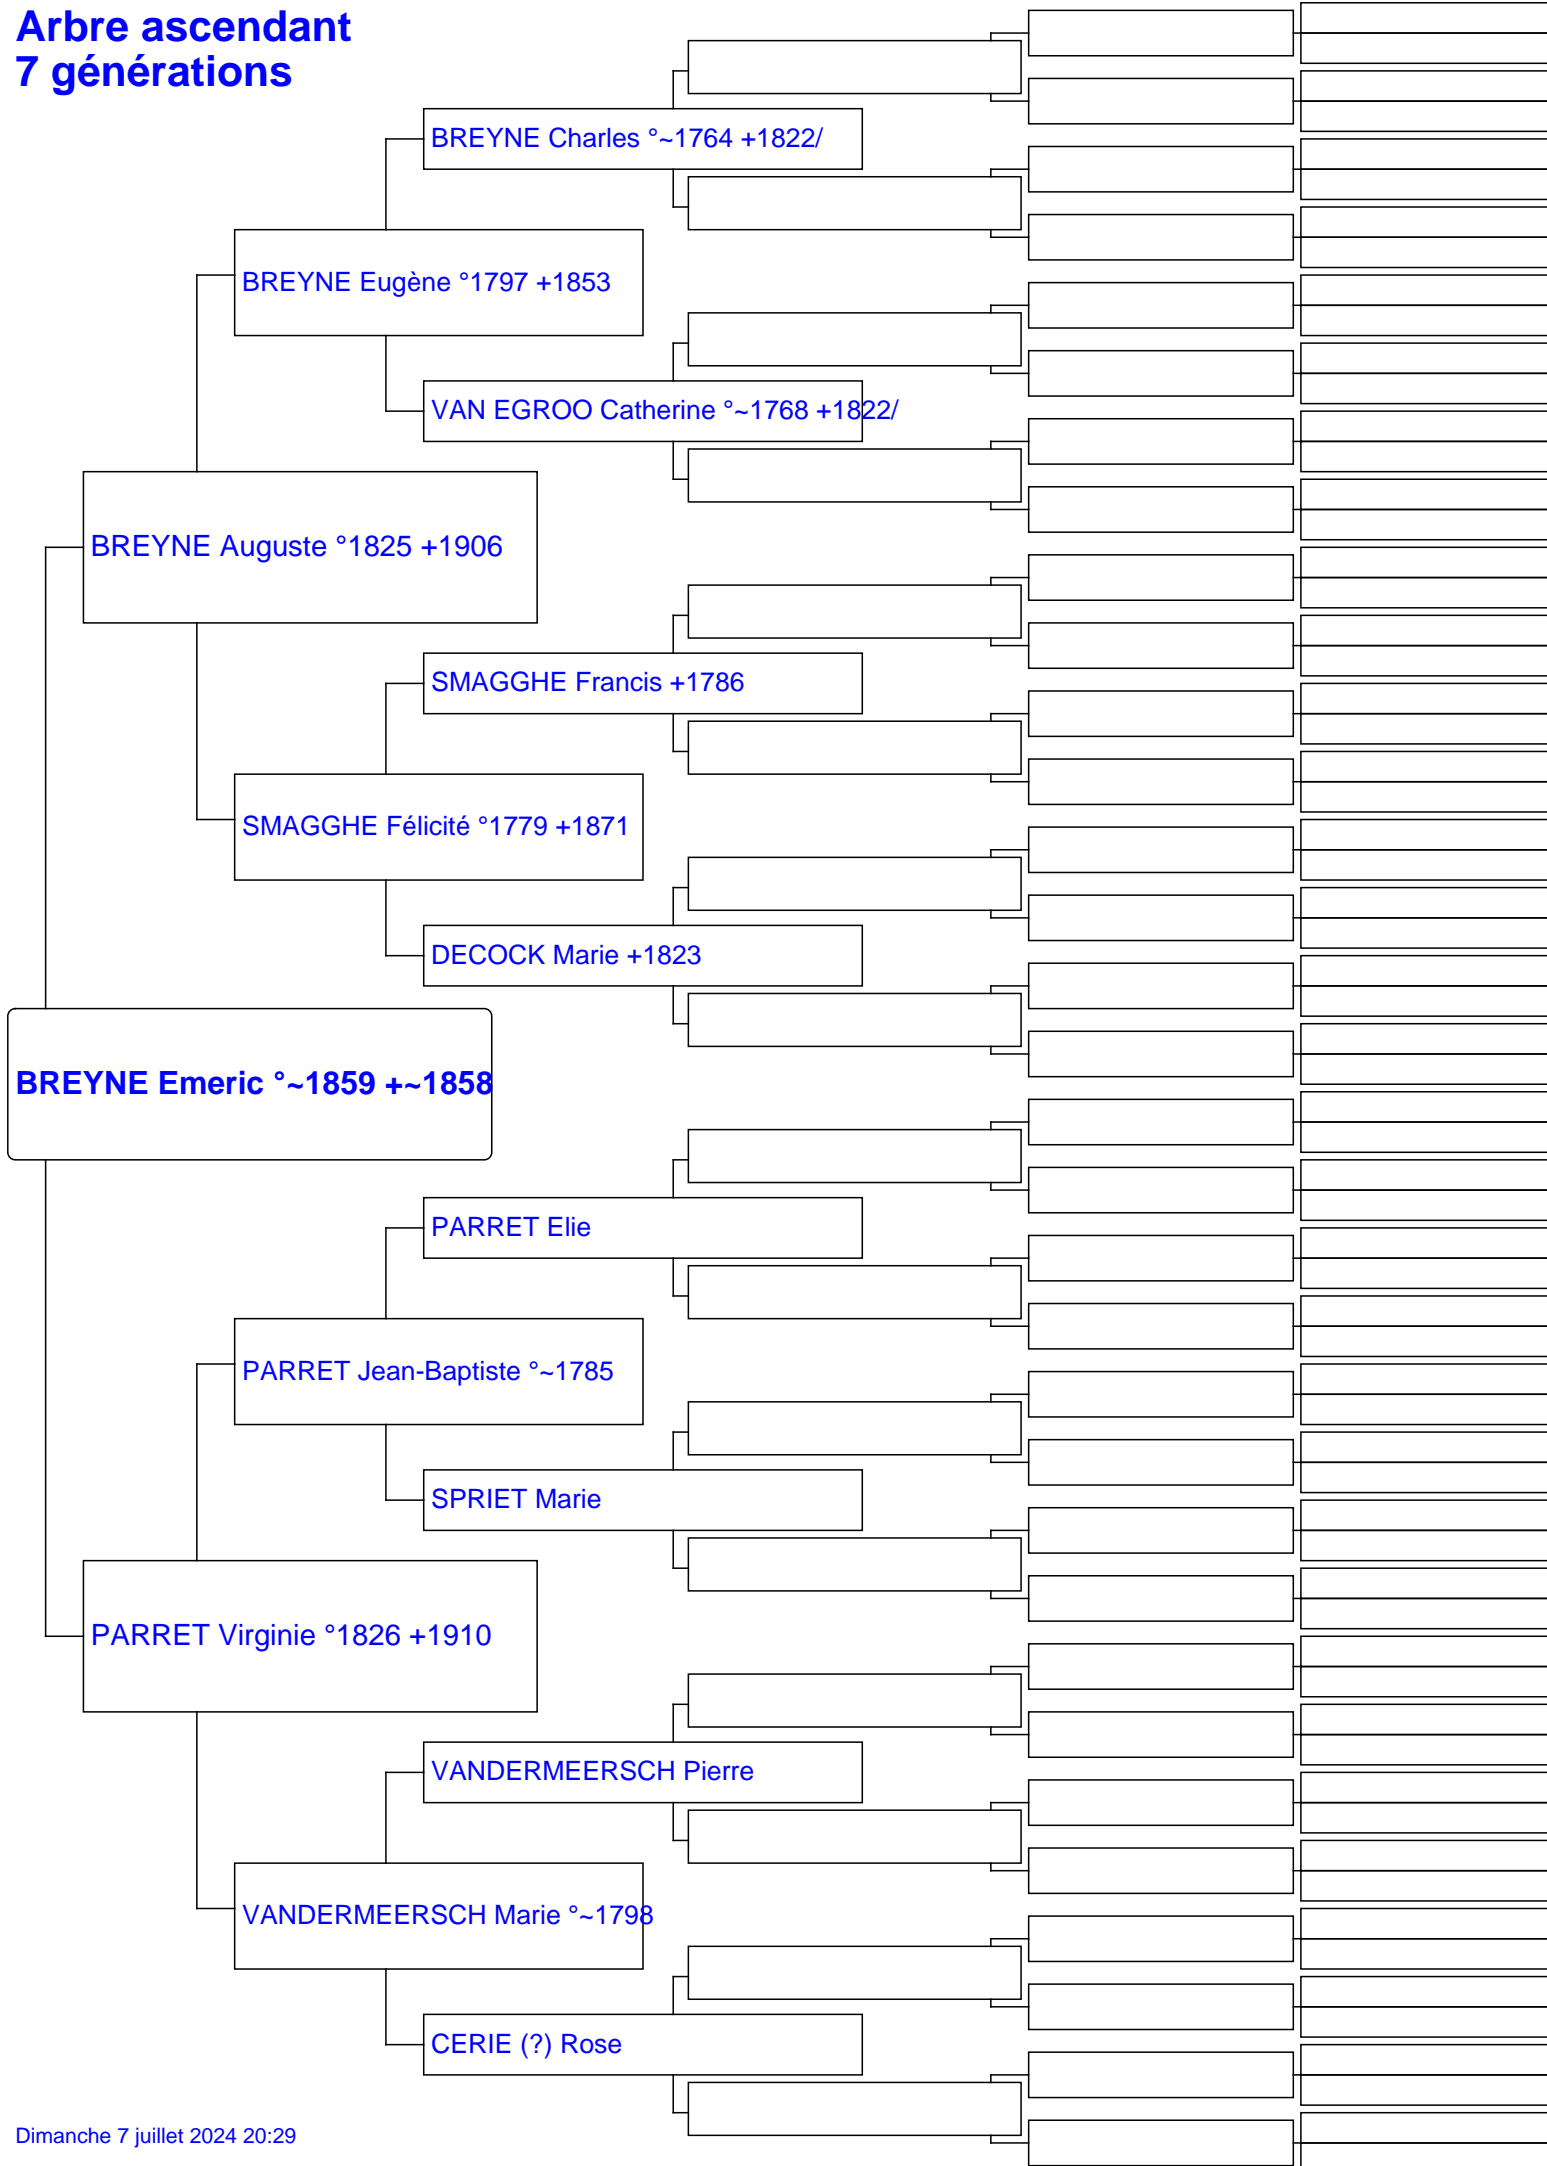 Arbre ascendant
7 générations
BREYNE Charles °~1764 +1822/
BREYNE Eugène °1797 +1853
VAN EGROO Catherine °~1768 +1822/
BREYNE Auguste °1825 +1906
SMAGGHE Francis +1786
SMAGGHE Félicité °1779 +1871
DECOCK Marie +1823
BREYNE Emeric °~1859 +~1858
PARRET Elie
PARRET Jean-Baptiste °~1785
SPRIET Marie
PARRET Virginie °1826 +1910
VANDERMEERSCH Pierre
VANDERMEERSCH Marie °~1798
CERIE (?) Rose
Dimanche 7 juillet 2024 20:29